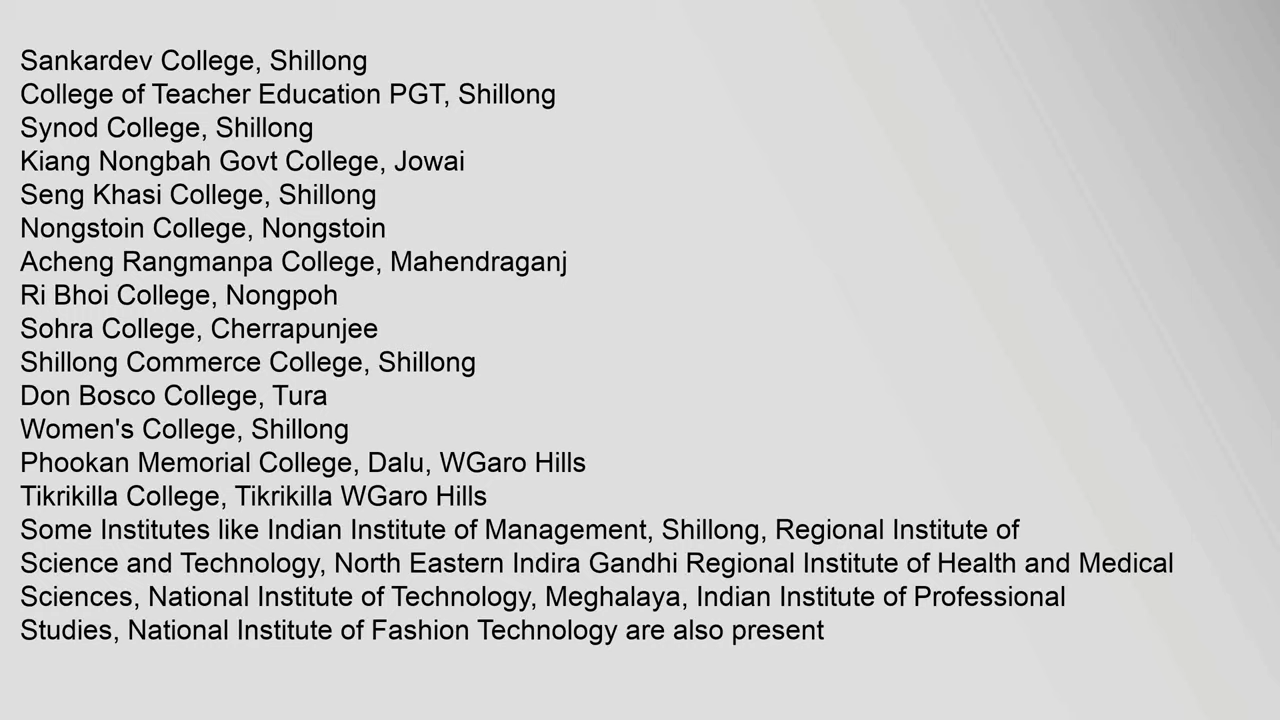 Sankardev College, Shillong
College of Teacher Education PGT, Shillong
Synod College, Shillong
Kiang Nongbah Govt College, Jowai
Seng Khasi College, Shillong
Nongstoin College, Nongstoin
Acheng Rangmanpa College, Mahendraganj
Ri Bhoi College, Nongpoh
Sohra College, Cherrapunjee
Shillong Commerce College, Shillong
Don Bosco College, Tura
Women's College, Shillong
Phookan Memorial College, Dalu, WGaro Hills
Tikrikilla College, Tikrikilla WGaro Hills
Some Institutes like Indian Institute of Management, Shillong, Regional Institute of
Science and Technology, North Eastern Indira Gandhi Regional Institute of Health and Medical
Sciences, National Institute of Technology, Meghalaya, Indian Institute of Professional
Studies, National Institute of Fashion Technology are also present